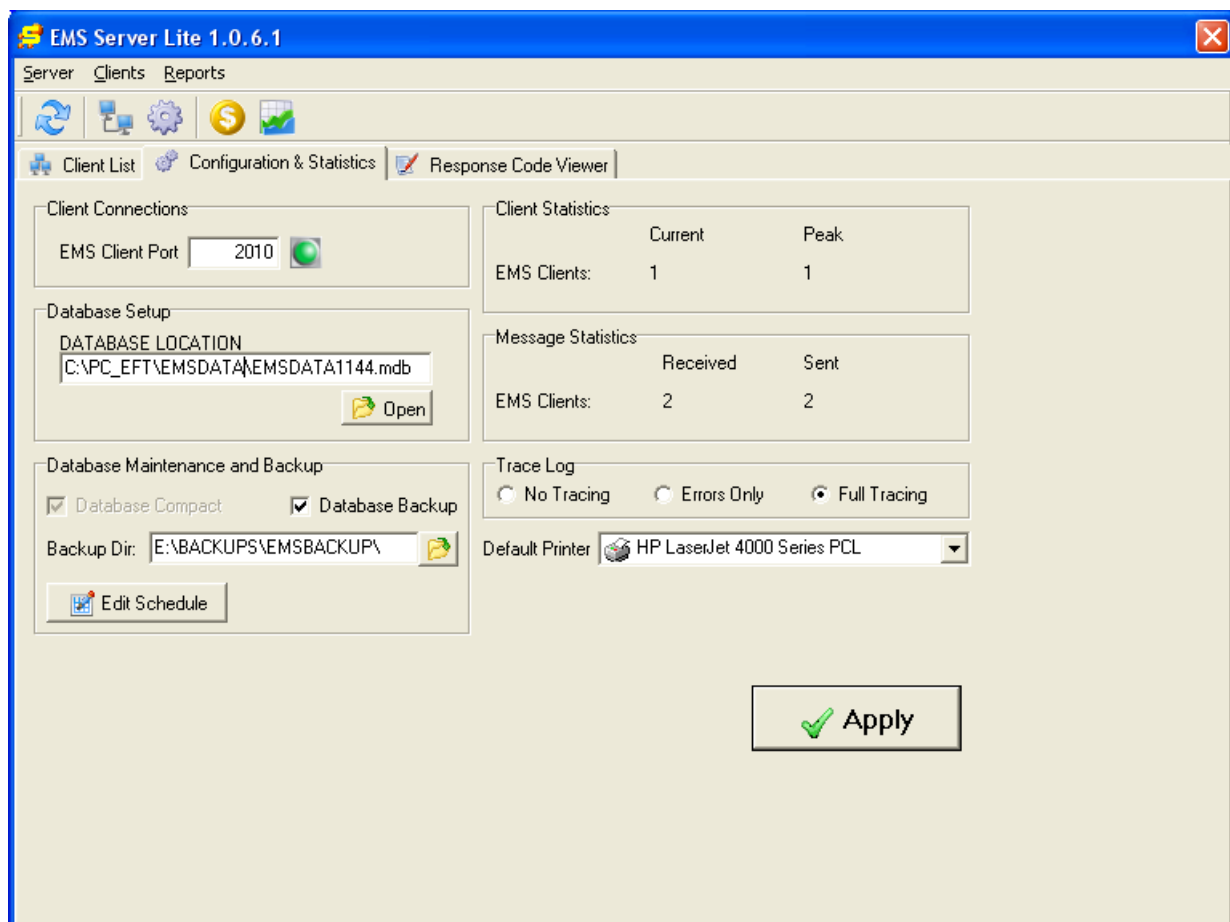 EMS Server Lite 1.0.6.1
Server Clients Reports
Client List Configuration & Statistics Response Code Viewer
Client Connections
EMS Client Port 2010
Database Setup
DATABASE LOCATION
C:\PC_EFT\EMSDATA\EMSDATA1144.mdb
Open
Database Maintenance and Backup
Database Compact Database Backup
Backup Dir: E:\BACKUPS\EMSBACKUP\
Edit Schedule
Client Statistics
Current Peak
EMS Clients: 1 1
Message Statistics
Received Sent
EMS Clients: 2 2
Trace Log
No Tracing Errors Only Full Tracing
Default Printer HP LaserJet 4000 Series PCL
Apply